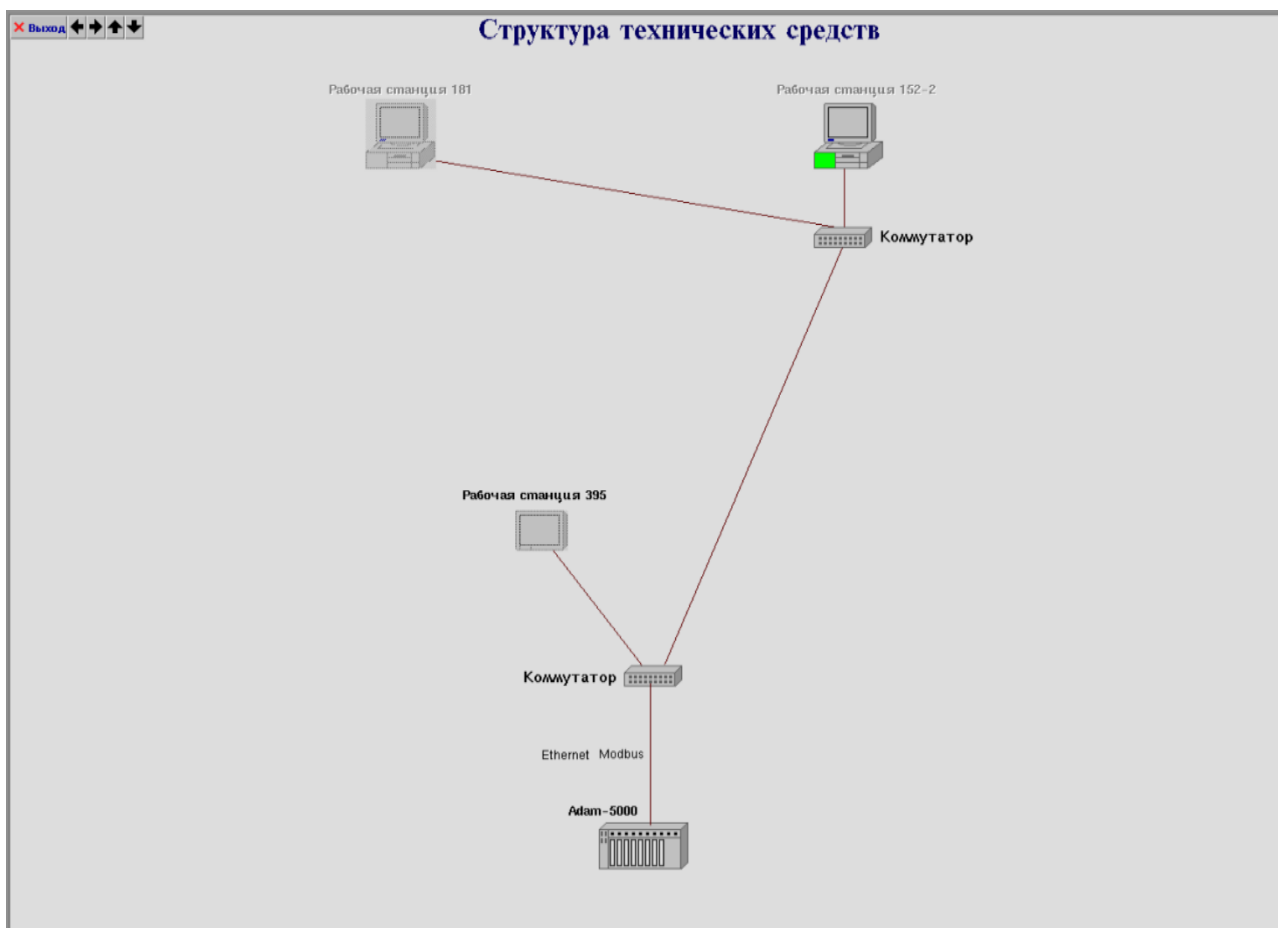 Выход
Структура технических средств
Рабочая станция 181
Рабочая станция 152-2
Коммутатор
Рабочая станция 395
Коммутатор
Ethernet Modbus
Adam-5000